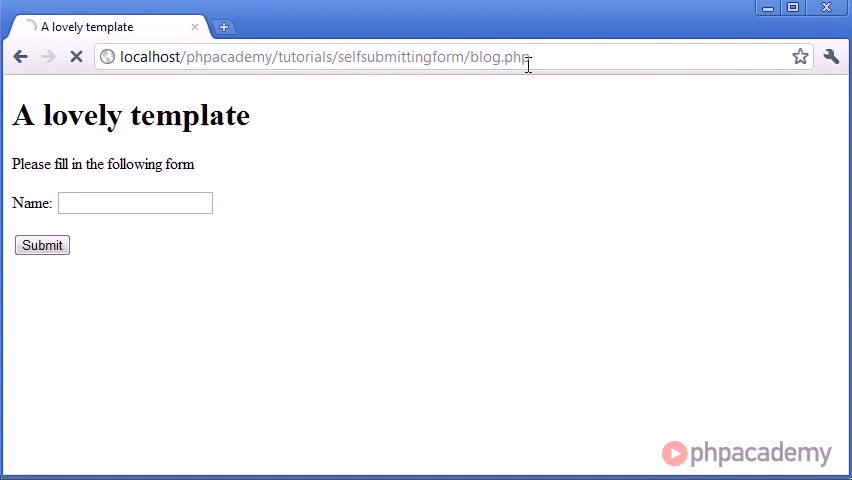 A lovely template
localhost/phpacademy/tutorials/selfsubmittingform/blog.php
A lovely template
Please fill in the following form
Name:
Submit
phpacademy